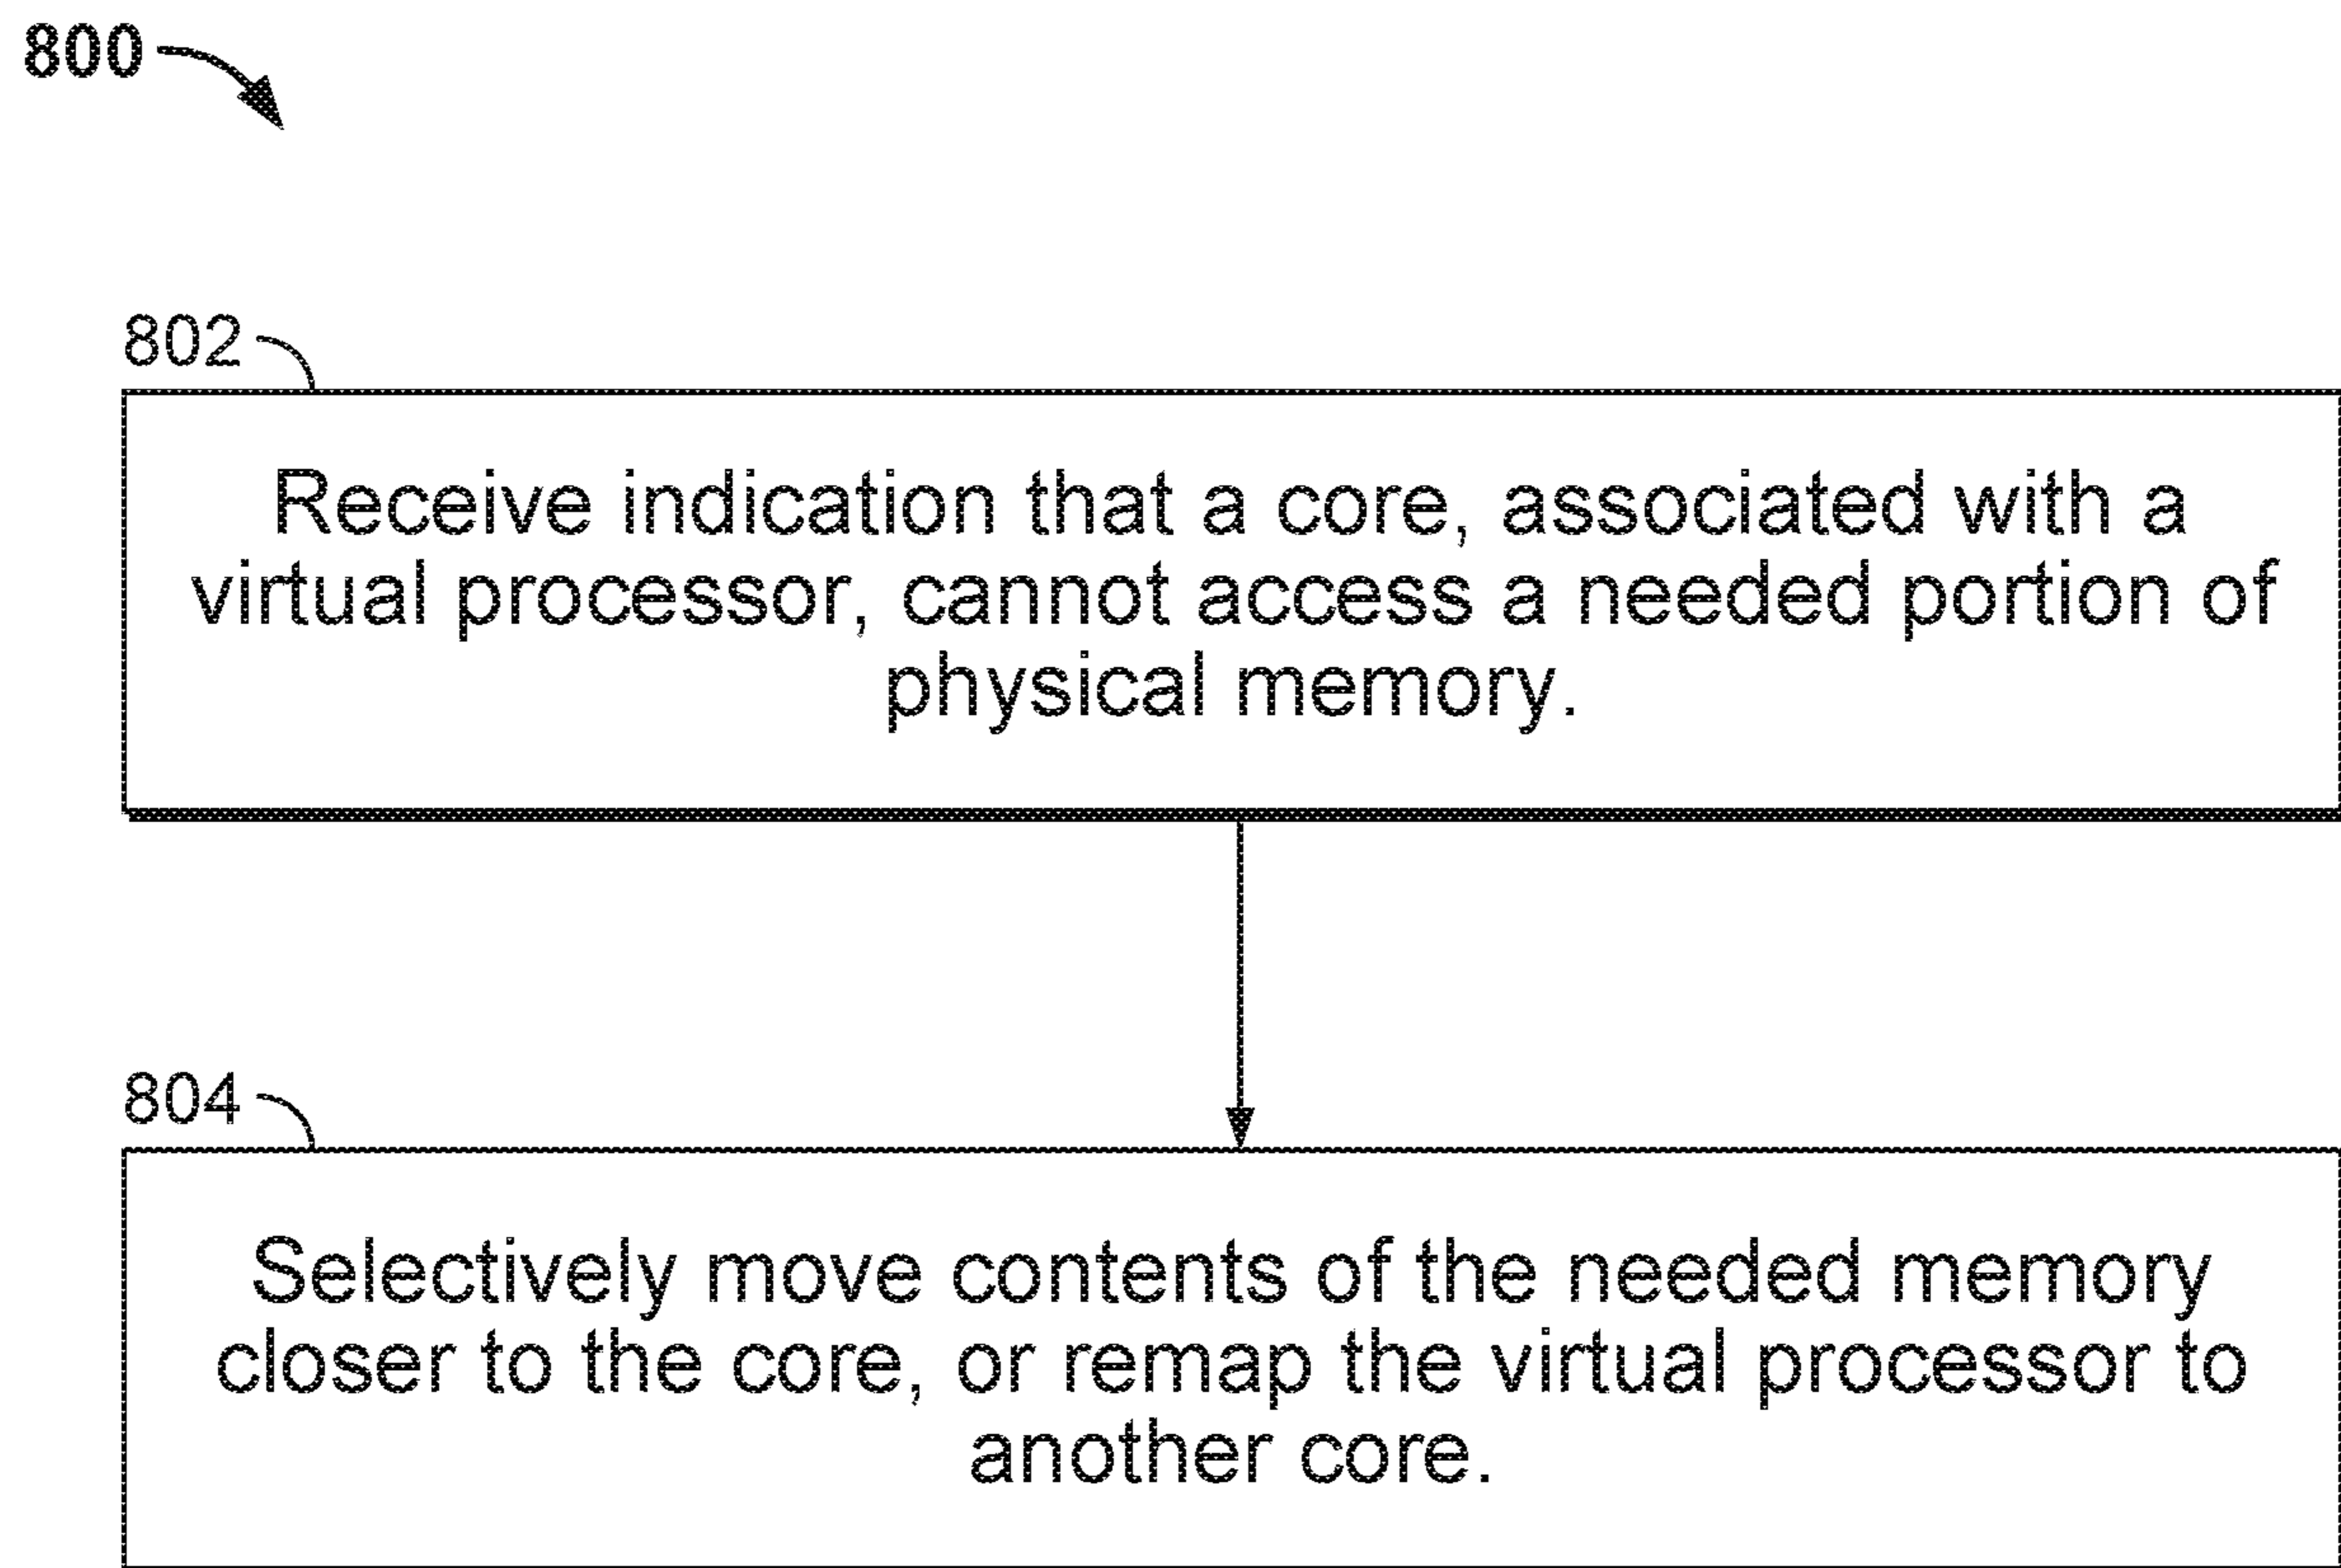 800
802
Receive indication that a core, associated with a
virtual processor, cannot access a needed portion of
physical memory.
804
Selectively move contents of the needed memory
closer to the core, or remap the virtual processor to
another core.